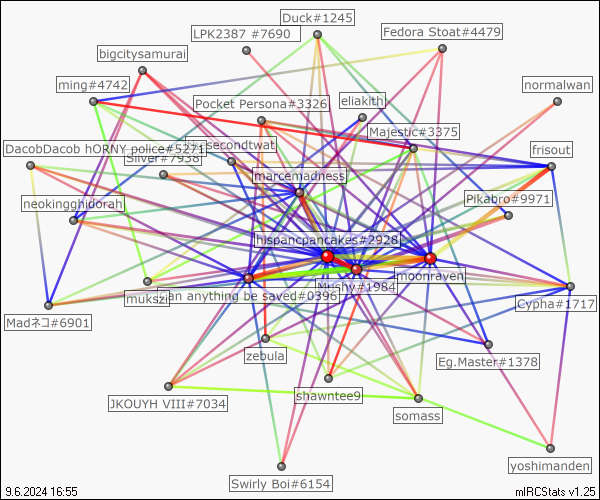 Duck#1245
LPK2387 #7690
Fedora Stoat#4479
bigcitysamurai
ming#4742
normalwan
Pocket Persona#3326
eliaklth
Majestic#3375
secondtwat
DacobDacob hORNY police#5271
frisout
Silver#7938
marcemadness
Pikabro#9971
neokingghidorah
hispancpancakes#2928
moonraven
Mushy#1984
an anything be saved#0396
mukszi
Cypha#1717
Madネコ#6901
zebula
Eg.Master#1378
shawntee9
JKOUYH VIII#7034
somass
yoshimanden
Swirly Boi#6154
9.6.2024 16:55
mIRCStats v1.25